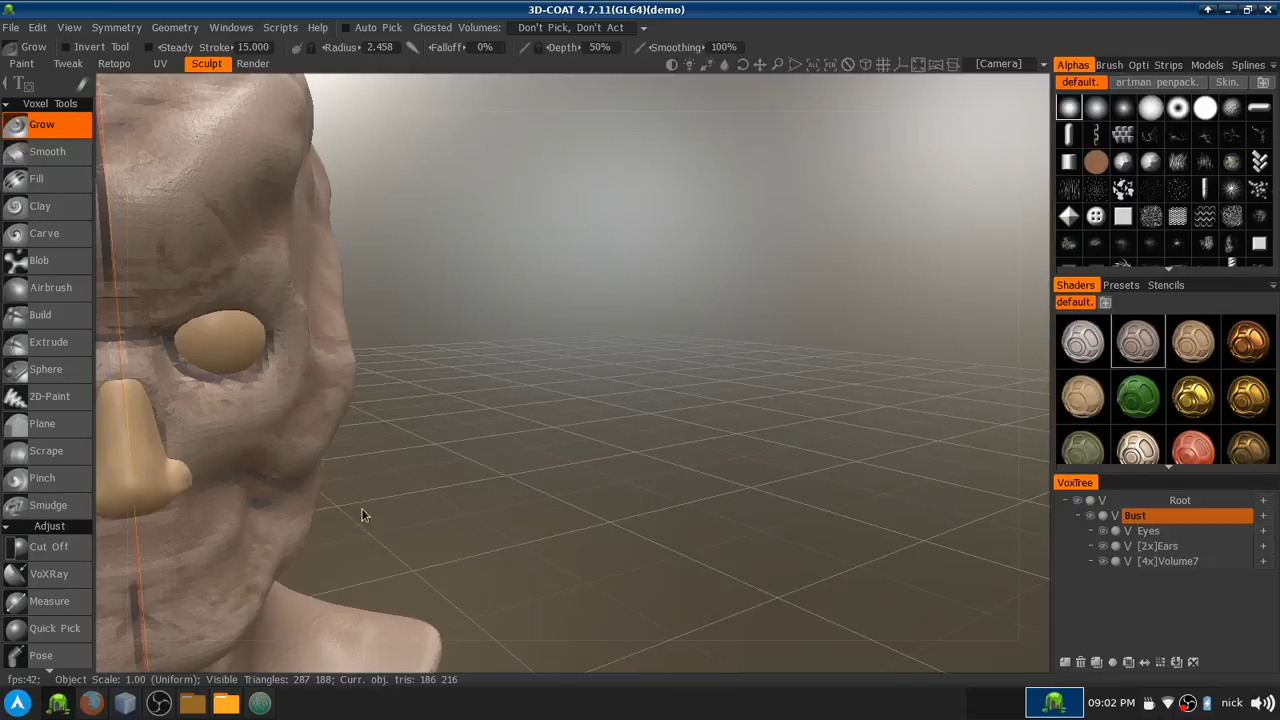 3D-COAT 4.7.11(GL64)(demo)
File Edit View Symmetry Geometry Windows Scripts Help Auto Pick Ghosted Volumes: Don't Pick, Don't Act
Grow Invert Tool Steady Stroke: 15.000 Radius: 2.458 Falloff: 0% Depth: 50% Smoothing: 100%
Paint Tweak Retopo UV Sculpt Render [Camera]
Alphas Brush Opti Strips Models Splines
default. artman penpack. Skin.
Voxel Tools
Grow
Smooth
Fill
Clay
Carve
Blob
Airbrush
Build
Extrude
Sphere
2D-Paint
Plane
Scrape
Pinch
Smudge
Adjust
Cut Off
VoXRay
Measure
Quick Pick
Pose
Shaders Presets Stencils
default.
VoxTree
V Root +
V Bust +
V Eyes +
V [2x]Ears +
V [4x]Volume7 +
fps:42; Object Scale: 1.00 (Uniform); Visible Triangles: 287 188; Curr. obj. tris: 186 216
09:02 PM nick